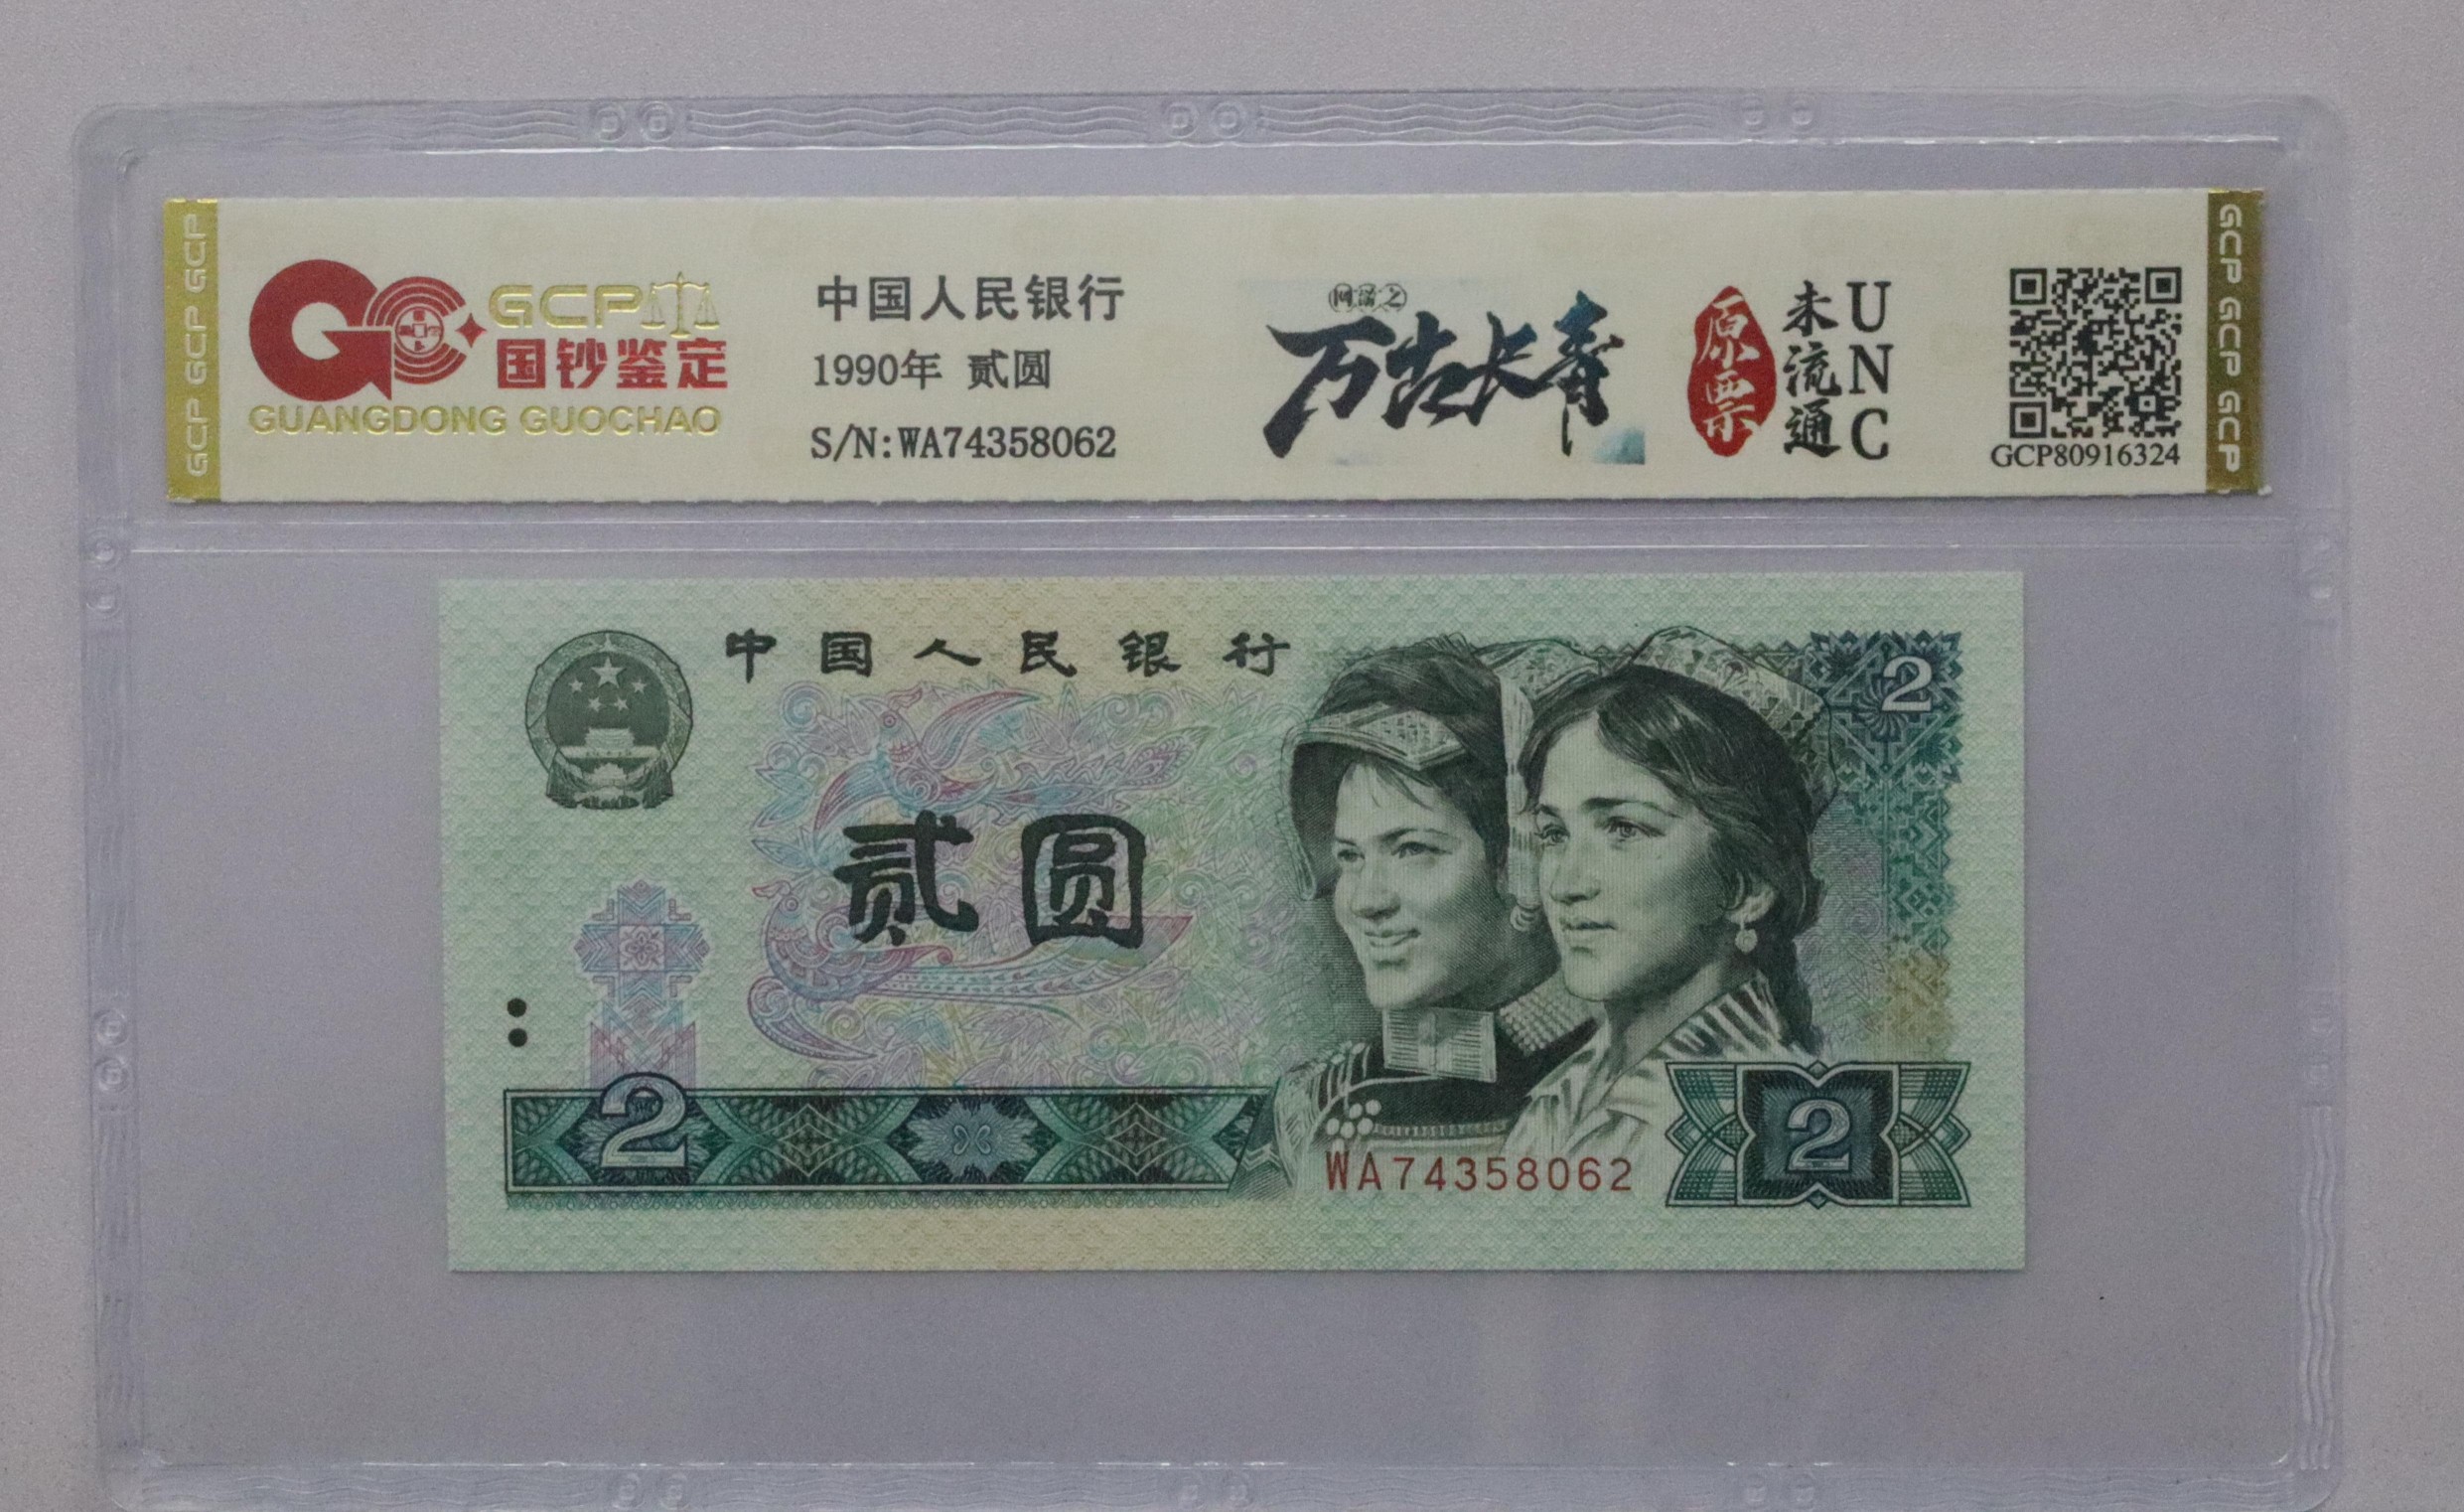 GCP GCP GCP
GCP
国钞鉴定
GUANGDONG GUOCHAO
中国人民银行
1990年 贰圆
S/N:WA74358062
万古长青
原票
未流通
UNC
GCP80916324
GCP GCP GCP
中国人民银行
2
贰圆
2
WA74358062
2